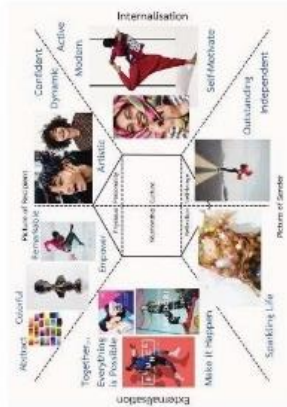 Internalisation
Active
Modern
Confident
Dynamic
Artistic
Self-Motivate
Outstanding
Independent
Picture of Recipient
Picture of Sender
Remarkable
Colorful
Abstract
Empower
Together...
Everything
is Possible
Make It Happen
Sparkling Life
Externalisation